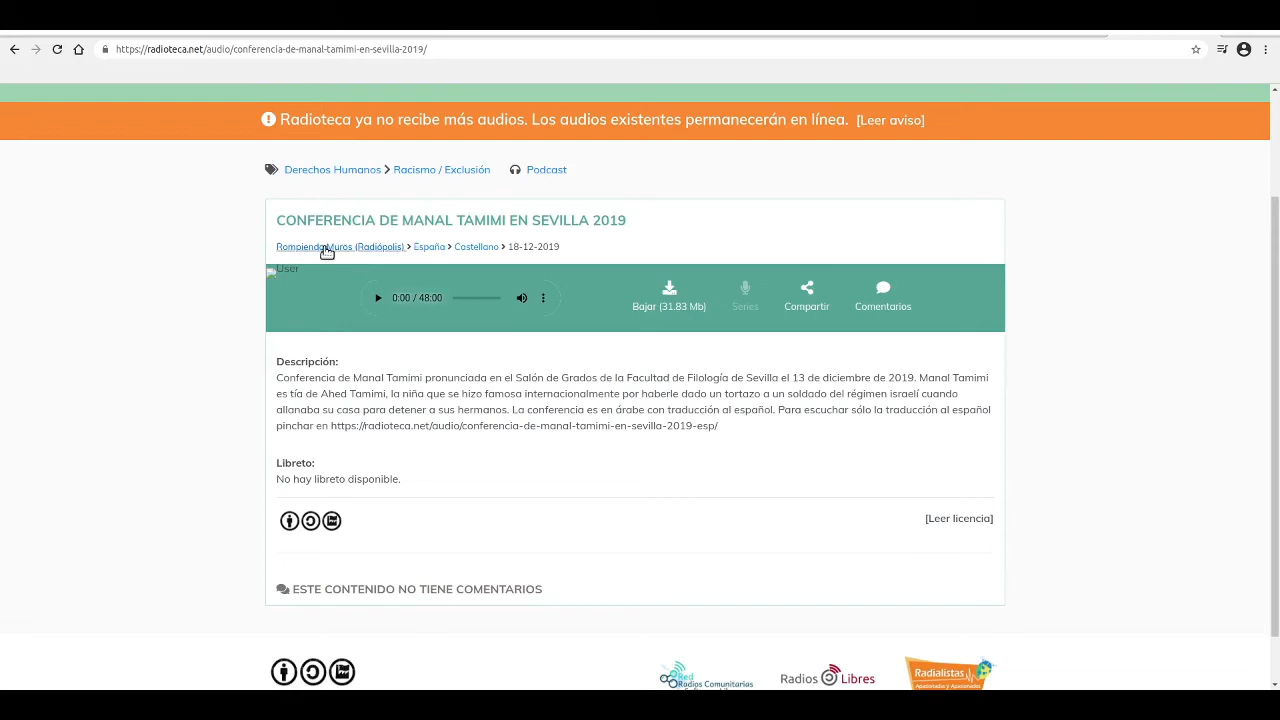 https://radioteca.net/audio/conferencia-de-manal-tamimi-en-sevilla-2019/
Radioteca ya no recibe más audios. Los audios existentes permanecerán en línea. [Leer aviso]
Derechos Humanos Racismo / Exclusión Podcast
CONFERENCIA DE MANAL TAMIMI EN SEVILLA 2019
RompiendoMuros (Radiópolis) España Castellano 18-12-2019
User
0:00 / 48:00
Bajar (31.83 Mb) Series Compartir Comentarios
Descripción:
Conferencia de Manal Tamimi pronunciada en el Salón de Grados de la Facultad de Filología de Sevilla el 13 de diciembre de 2019. Manal Tamimi
es tía de Ahed Tamimi, la niña que se hizo famosa internacionalmente por haberle dado un tortazo a un soldado del régimen israelí cuando
allanaba su casa para detener a sus hermanos. La conferencia es en árabe con traducción al español. Para escuchar sólo la traducción al español
pinchar en https://radioteca.net/audio/conferencia-de-manal-tamimi-en-sevilla-2019-esp/
Libreto:
No hay libreto disponible.
[Leer licencia]
ESTE CONTENIDO NO TIENE COMENTARIOS
Red
Radios Comunitarias
Radios Libres
Radialistas
Apasionadas y Apasionados